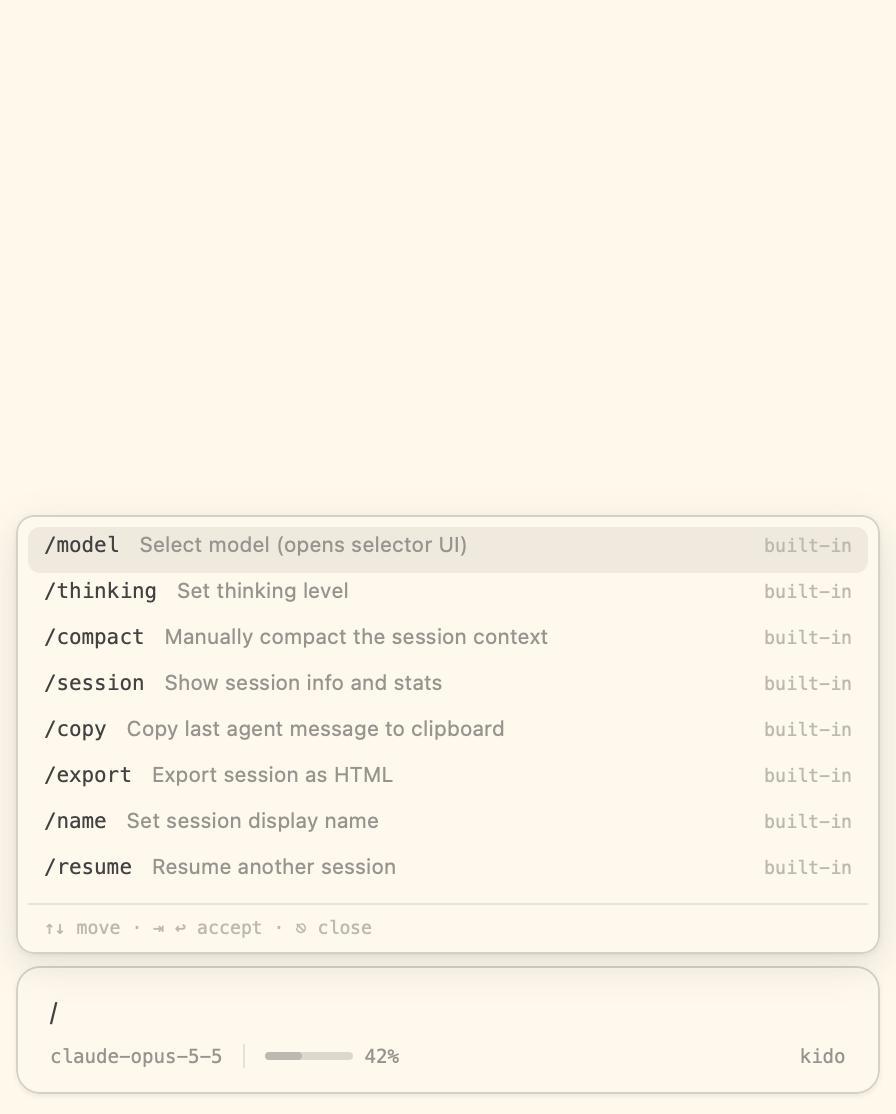 /model Select model (opens selector UI) built-in
/thinking Set thinking level built-in
/compact Manually compact the session context built-in
/session Show session info and stats built-in
/copy Copy last agent message to clipboard built-in
/export Export session as HTML built-in
/name Set session display name built-in
/resume Resume another session built-in
↑↓ move · ⇥ ↩ accept · ⎋ close
/
claude-opus-5-5 42% kido